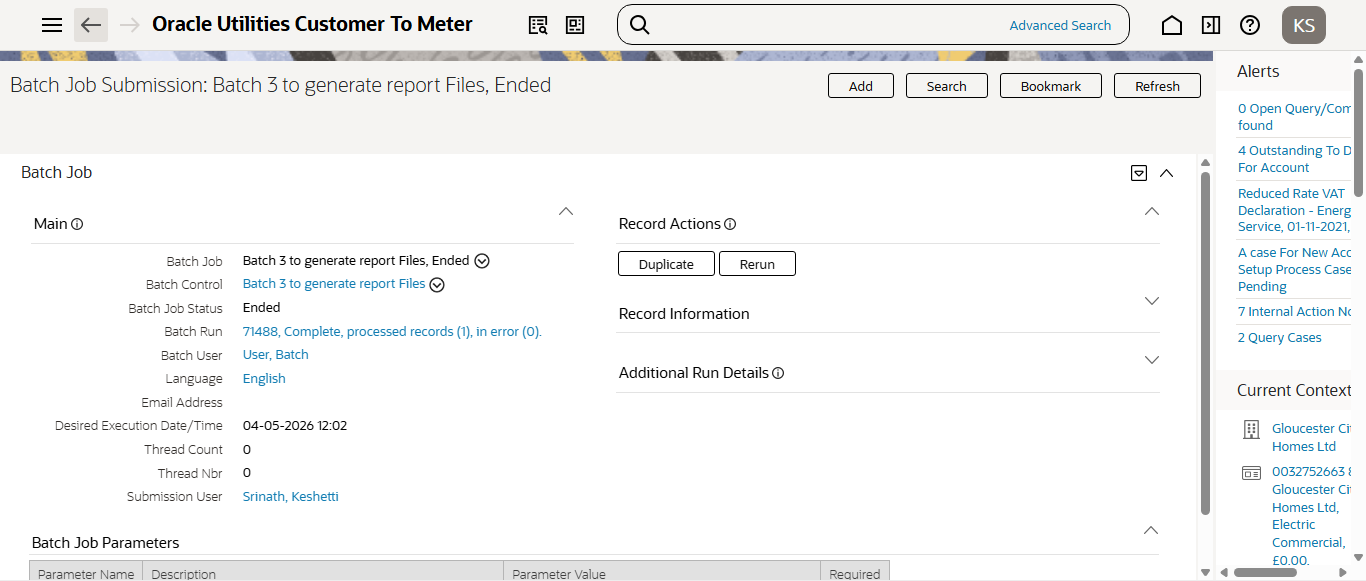 Oracle Utilities Customer To Meter
Advanced Search
KS
Batch Job Submission: Batch 3 to generate report Files, Ended
Add
Search
Bookmark
Refresh
Batch Job
Main
Batch Job Batch 3 to generate report Files, Ended
Batch Control Batch 3 to generate report Files
Batch Job Status Ended
Batch Run 71488, Complete, processed records (1), in error (0).
Batch User User, Batch
Language English
Email Address
Desired Execution Date/Time 04-05-2026 12:02
Thread Count 0
Thread Nbr 0
Submission User Srinath, Keshetti
Record Actions
Duplicate
Rerun
Record Information
Additional Run Details
Batch Job Parameters
Parameter Name Description Parameter Value Required
Alerts
0 Open Query/Com
found
4 Outstanding To D
For Account
Reduced Rate VAT
Declaration - Energ
Service, 01-11-2021,
A case For New Acc
Setup Process Case
Pending
7 Internal Action No
2 Query Cases
Current Context
Gloucester Ci
Homes Ltd
0032752663 8
Gloucester Ci
Homes Ltd,
Electric
Commercial,
£0.00,